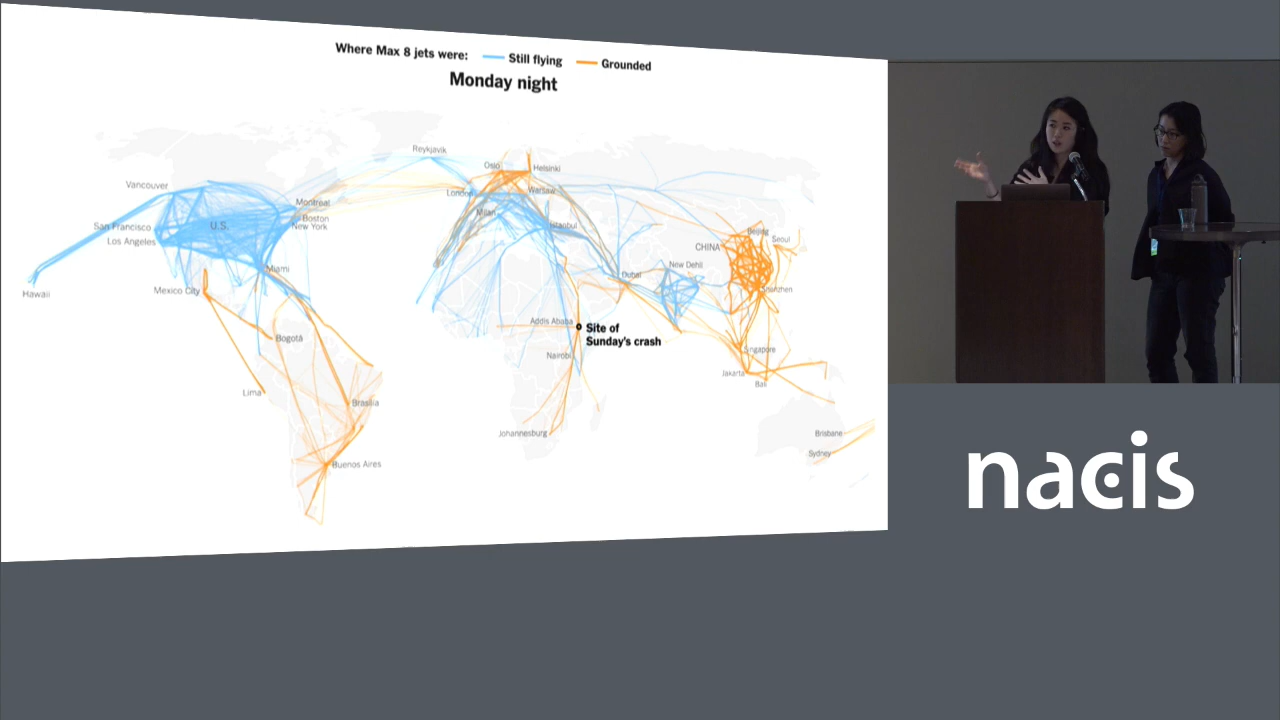 Where Max 8 jets were: Still flying Grounded
Monday night
Reykjavik
Oslo
Helsinki
Vancouver
London
Warsaw
Montreal
Milan
Boston
San Francisco
U.S.
New York
Istanbul
Beijing
Seoul
Los Angeles
CHINA
Miami
New Dehli
Dubai
Hawaii
Mexico City
Shenzhen
Addis Ababa
Site of
Sunday's crash
Bogotá
Nairobi
Singapore
Jakarta
Bali
Lima
Brasilia
Johannesburg
Brisbane
Sydney
Buenos Aires
nacis